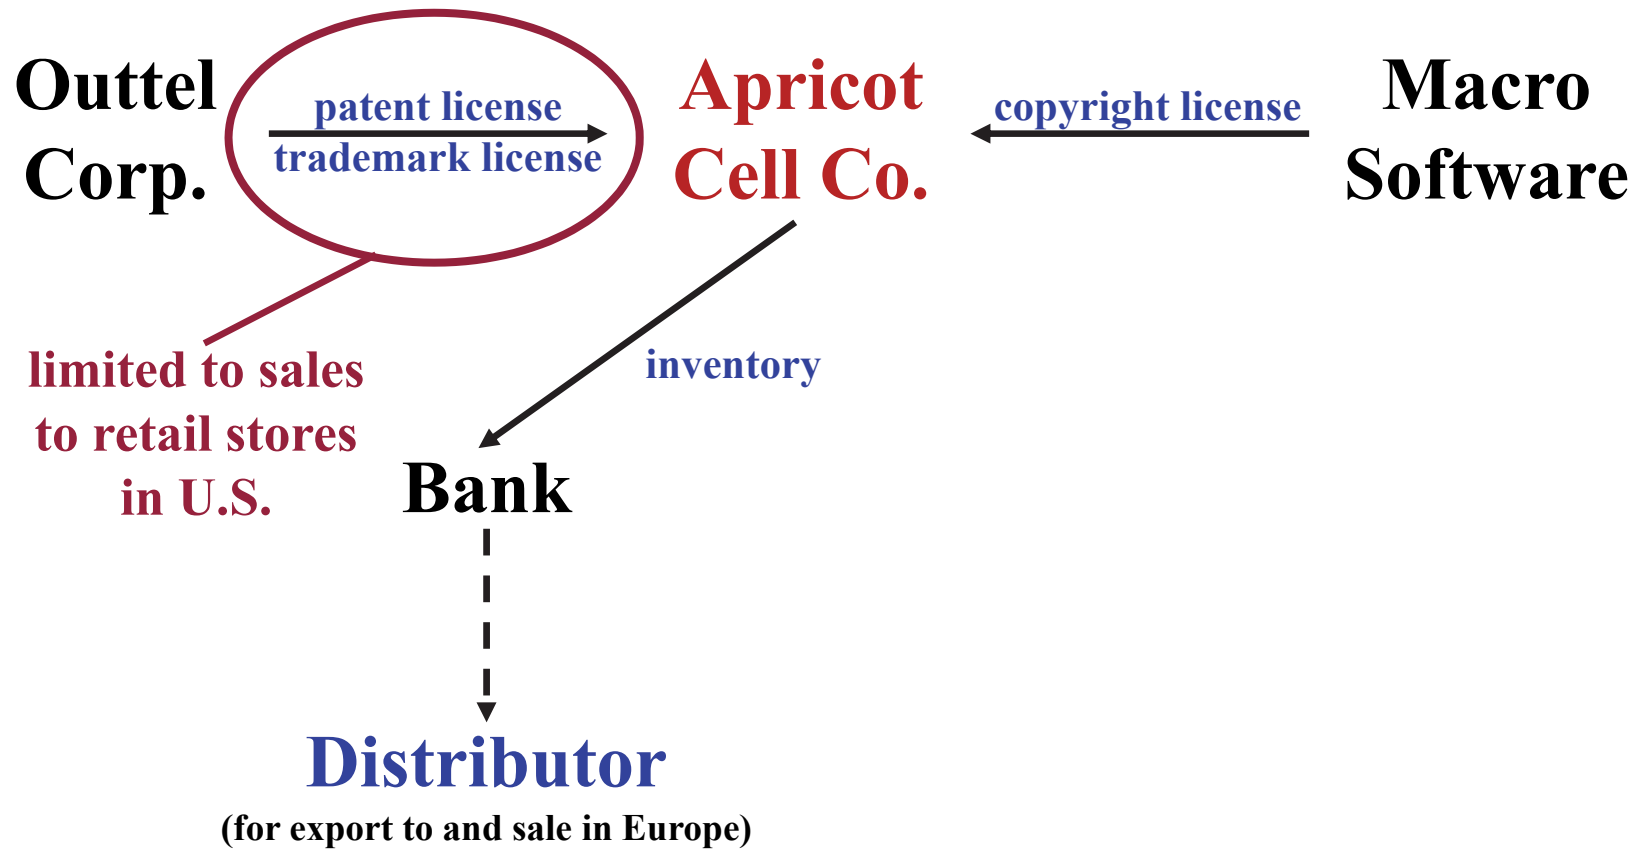 Outtel
Corp.
patent license
trademark license
Apricot
Cell Co.
copyright license
Macro
Software
limited to sales
to retail stores
in U.S.
inventory
Bank
Distributor
(for export to and sale in Europe)